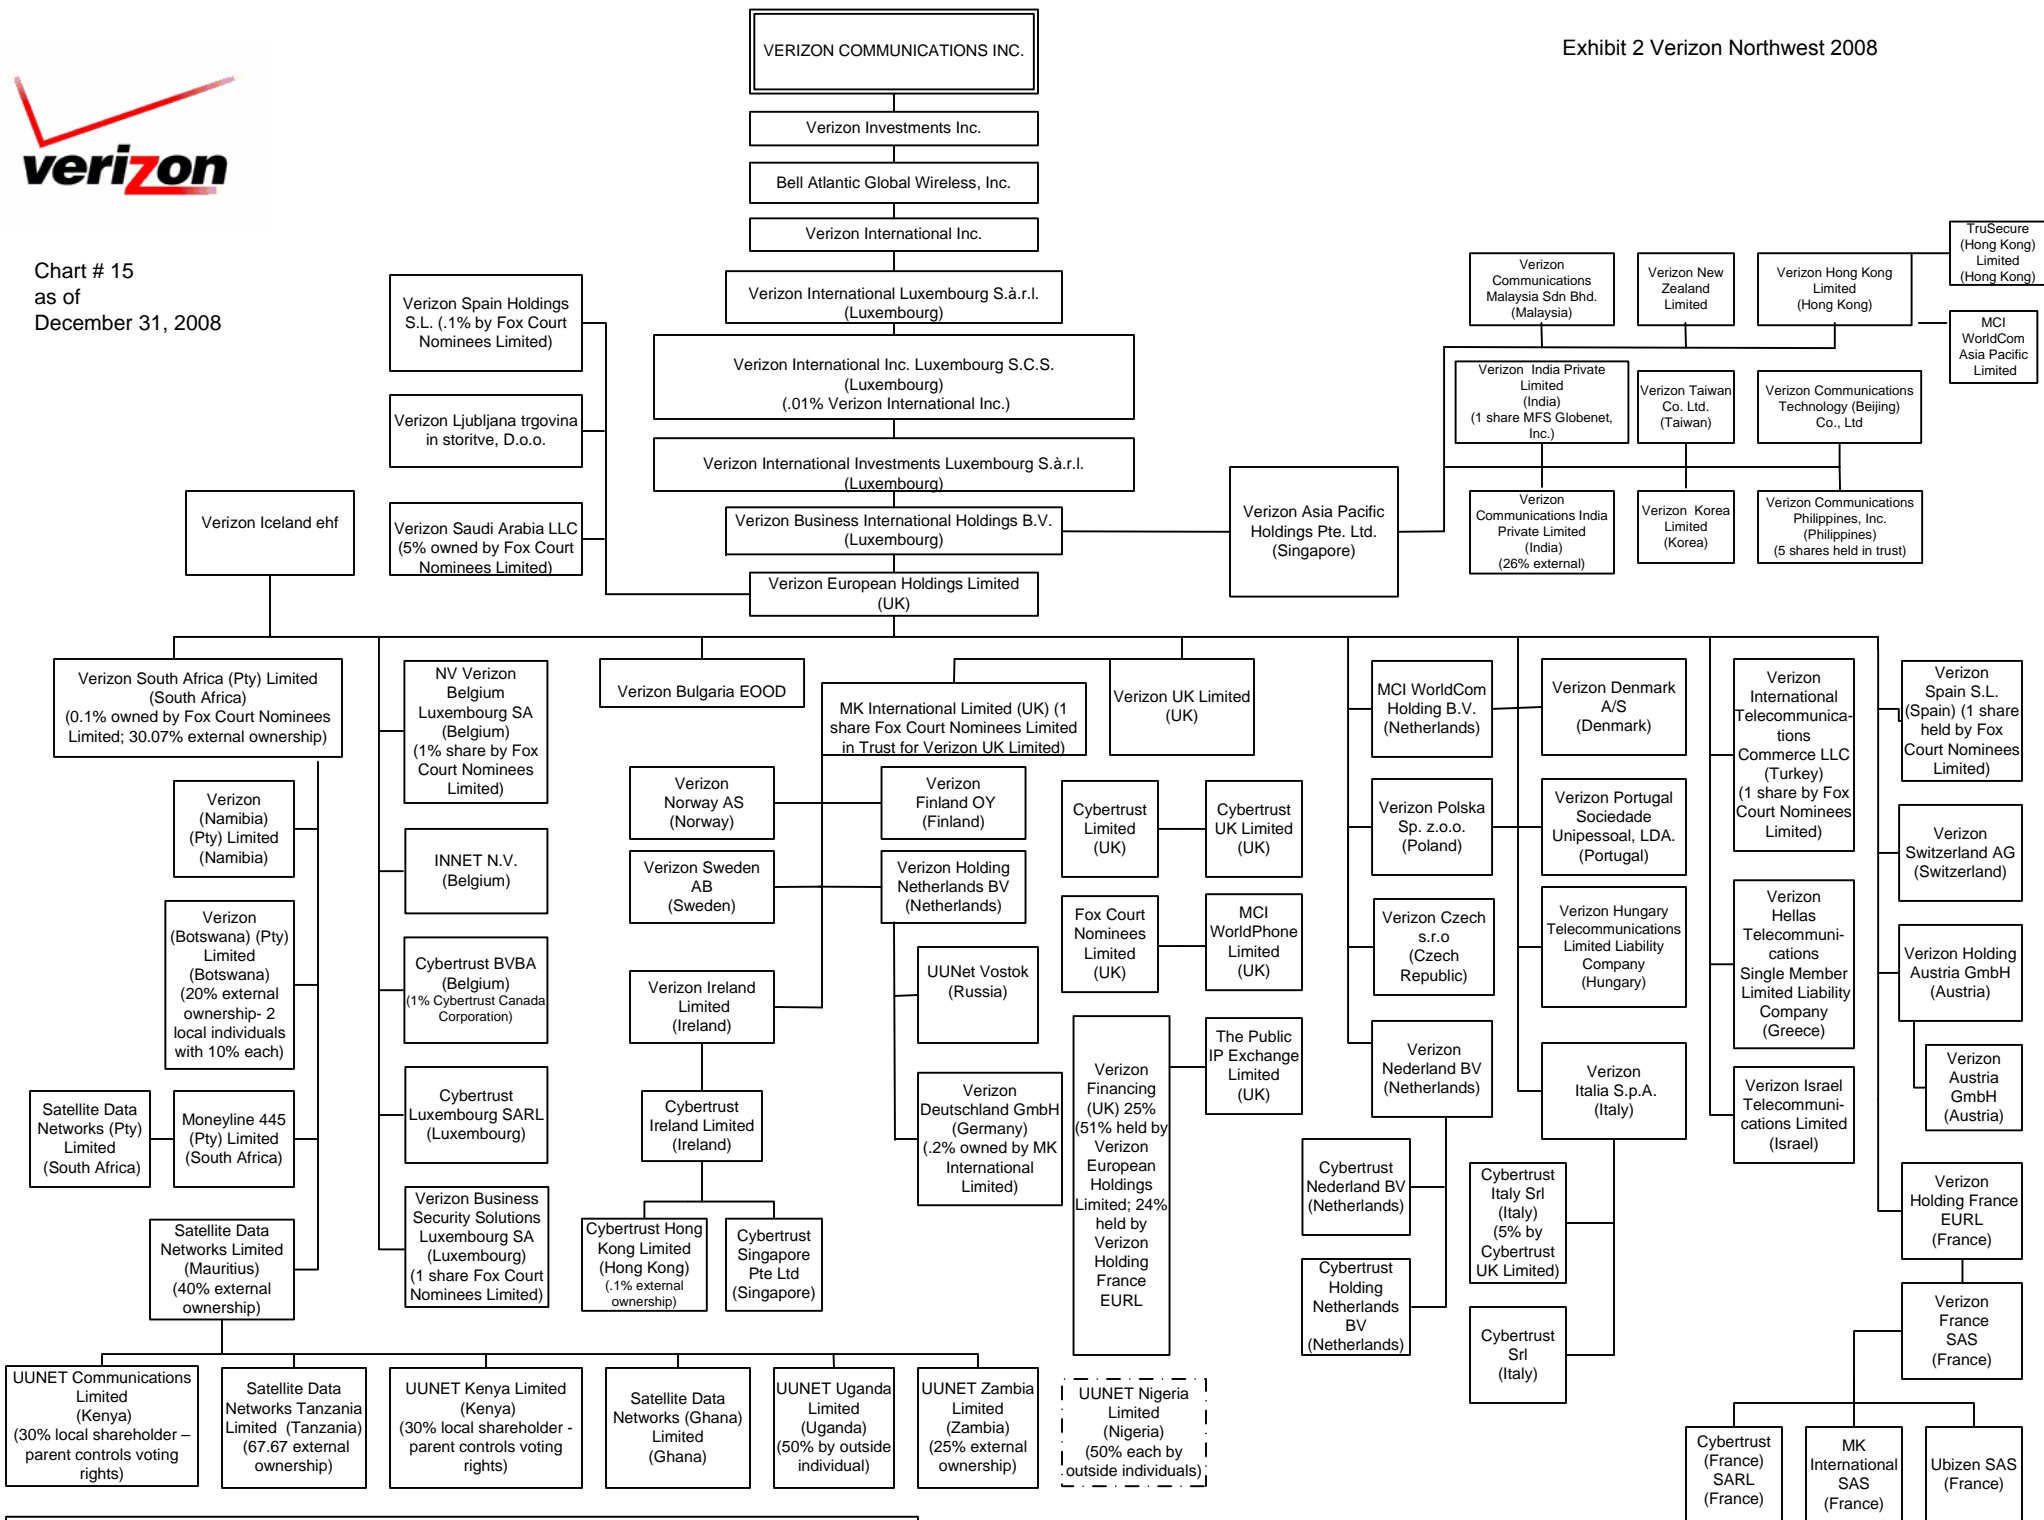 VERIZON COMMUNICATIONS INC.
Exhibit 2 Verizon Northwest 2008
verizon
Chart # 15
as of
December 31, 2008
Verizon Investments Inc.
Bell Atlantic Global Wireless, Inc.
Verizon International Inc.
Verizon International Luxembourg S.à.r.l.
(Luxembourg)
Verizon International Inc. Luxembourg S.C.S.
(Luxembourg)
(.01% Verizon International Inc.)
Verizon International Investments Luxembourg S.à.r.l.
(Luxembourg)
Verizon Business International Holdings B.V.
(Luxembourg)
Verizon European Holdings Limited
(UK)
Verizon Spain Holdings
S.L. (.1% by Fox Court
Nominees Limited)
Verizon Ljubljana trgovina
in storitve, D.o.o.
Verizon Saudi Arabia LLC
(5% owned by Fox Court
Nominees Limited)
Verizon Iceland ehf
Verizon Asia Pacific
Holdings Pte. Ltd.
(Singapore)
Verizon
Communications
Malaysia Sdn Bhd.
(Malaysia)
Verizon New
Zealand
Limited
Verizon Hong Kong
Limited
(Hong Kong)
TruSecure
(Hong Kong)
Limited
(Hong Kong)
MCI
WorldCom
Asia Pacific
Limited
Verizon India Private
Limited
(India)
(1 share MFS Globenet,
Inc.)
Verizon Taiwan
Co. Ltd.
(Taiwan)
Verizon Communications
Technology (Beijing)
Co., Ltd
Verizon
Communications India
Private Limited
(India)
(26% external)
Verizon Korea
Limited
(Korea)
Verizon Communications
Philippines, Inc.
(Philippines)
(5 shares held in trust)
Verizon South Africa (Pty) Limited
(South Africa)
(0.1% owned by Fox Court Nominees
Limited; 30.07% external ownership)
Verizon
(Namibia)
(Pty) Limited
(Namibia)
Verizon
(Botswana) (Pty)
Limited
(Botswana)
(20% external
ownership- 2
local individuals
with 10% each)
Satellite Data
Networks (Pty)
Limited
(South Africa)
Moneyline 445
(Pty) Limited
(South Africa)
Satellite Data
Networks Limited
(Mauritius)
(40% external
ownership)
NV Verizon
Belgium
Luxembourg SA
(Belgium)
(1% share by Fox
Court Nominees
Limited)
INNET N.V.
(Belgium)
Cybertrust BVBA
(Belgium)
(1% Cybertrust Canada
Corporation)
Cybertrust
Luxembourg SARL
(Luxembourg)
Verizon Business
Security Solutions
Luxembourg SA
(Luxembourg)
(1 share Fox Court
Nominees Limited)
Verizon Bulgaria EOOD
MK International Limited (UK) (1
share Fox Court Nominees Limited
in Trust for Verizon UK Limited)
Verizon
Norway AS
(Norway)
Verizon
Finland OY
(Finland)
Verizon Sweden
AB
(Sweden)
Verizon Holding
Netherlands BV
(Netherlands)
Verizon Ireland
Limited
(Ireland)
UUNet Vostok
(Russia)
Cybertrust
Ireland Limited
(Ireland)
Verizon
Deutschland GmbH
(Germany)
(.2% owned by MK
International
Limited)
Cybertrust Hong
Kong Limited
(Hong Kong)
(.1% external
ownership)
Cybertrust
Singapore
Pte Ltd
(Singapore)
Verizon UK Limited
(UK)
Cybertrust
Limited
(UK)
Cybertrust
UK Limited
(UK)
Fox Court
Nominees
Limited
(UK)
MCI
WorldPhone
Limited
(UK)
Verizon
Financing
(UK) 25%
(51% held by
Verizon
European
Holdings
Limited; 24%
held by
Verizon
Holding
France
EURL
The Public
IP Exchange
Limited
(UK)
MCI WorldCom
Holding B.V.
(Netherlands)
Verizon Denmark
A/S
(Denmark)
Verizon Polska
Sp. z.o.o.
(Poland)
Verizon Portugal
Sociedade
Unipessoal, LDA.
(Portugal)
Verizon Czech
s.r.o
(Czech
Republic)
Verizon Hungary
Telecommunications
Limited Liability
Company
(Hungary)
Verizon
Nederland BV
(Netherlands)
Verizon
Italia S.p.A.
(Italy)
Cybertrust
Nederland BV
(Netherlands)
Cybertrust
Holding
Netherlands
BV
(Netherlands)
Cybertrust
Italy Srl
(Italy)
(5% by
Cybertrust
UK Limited)
Cybertrust
Srl
(Italy)
Verizon
International
Telecommunica-
tions
Commerce LLC
(Turkey)
(1 share by Fox
Court Nominees
Limited)
Verizon
Hellas
Telecommuni-
cations
Single Member
Limited Liability
Company
(Greece)
Verizon Israel
Telecommuni-
cations Limited
(Israel)
Verizon
Spain S.L.
(Spain) (1 share
held by Fox
Court Nominees
Limited)
Verizon
Switzerland AG
(Switzerland)
Verizon Holding
Austria GmbH
(Austria)
Verizon
Austria
GmbH
(Austria)
Verizon
Holding France
EURL
(France)
Verizon
France
SAS
(France)
Cybertrust
(France)
SARL
(France)
MK
International
SAS
(France)
Ubizen SAS
(France)
UUNET Communications
Limited
(Kenya)
(30% local shareholder –
parent controls voting
rights)
Satellite Data
Networks Tanzania
Limited (Tanzania)
(67.67 external
ownership)
UUNET Kenya Limited
(Kenya)
(30% local shareholder -
parent controls voting
rights)
Satellite Data
Networks (Ghana)
Limited
(Ghana)
UUNET Uganda
Limited
(Uganda)
(50% by outside
individual)
UUNET Zambia
Limited
(Zambia)
(25% external
ownership)
UUNET Nigeria
Limited
(Nigeria)
(50% each by
outside individuals)